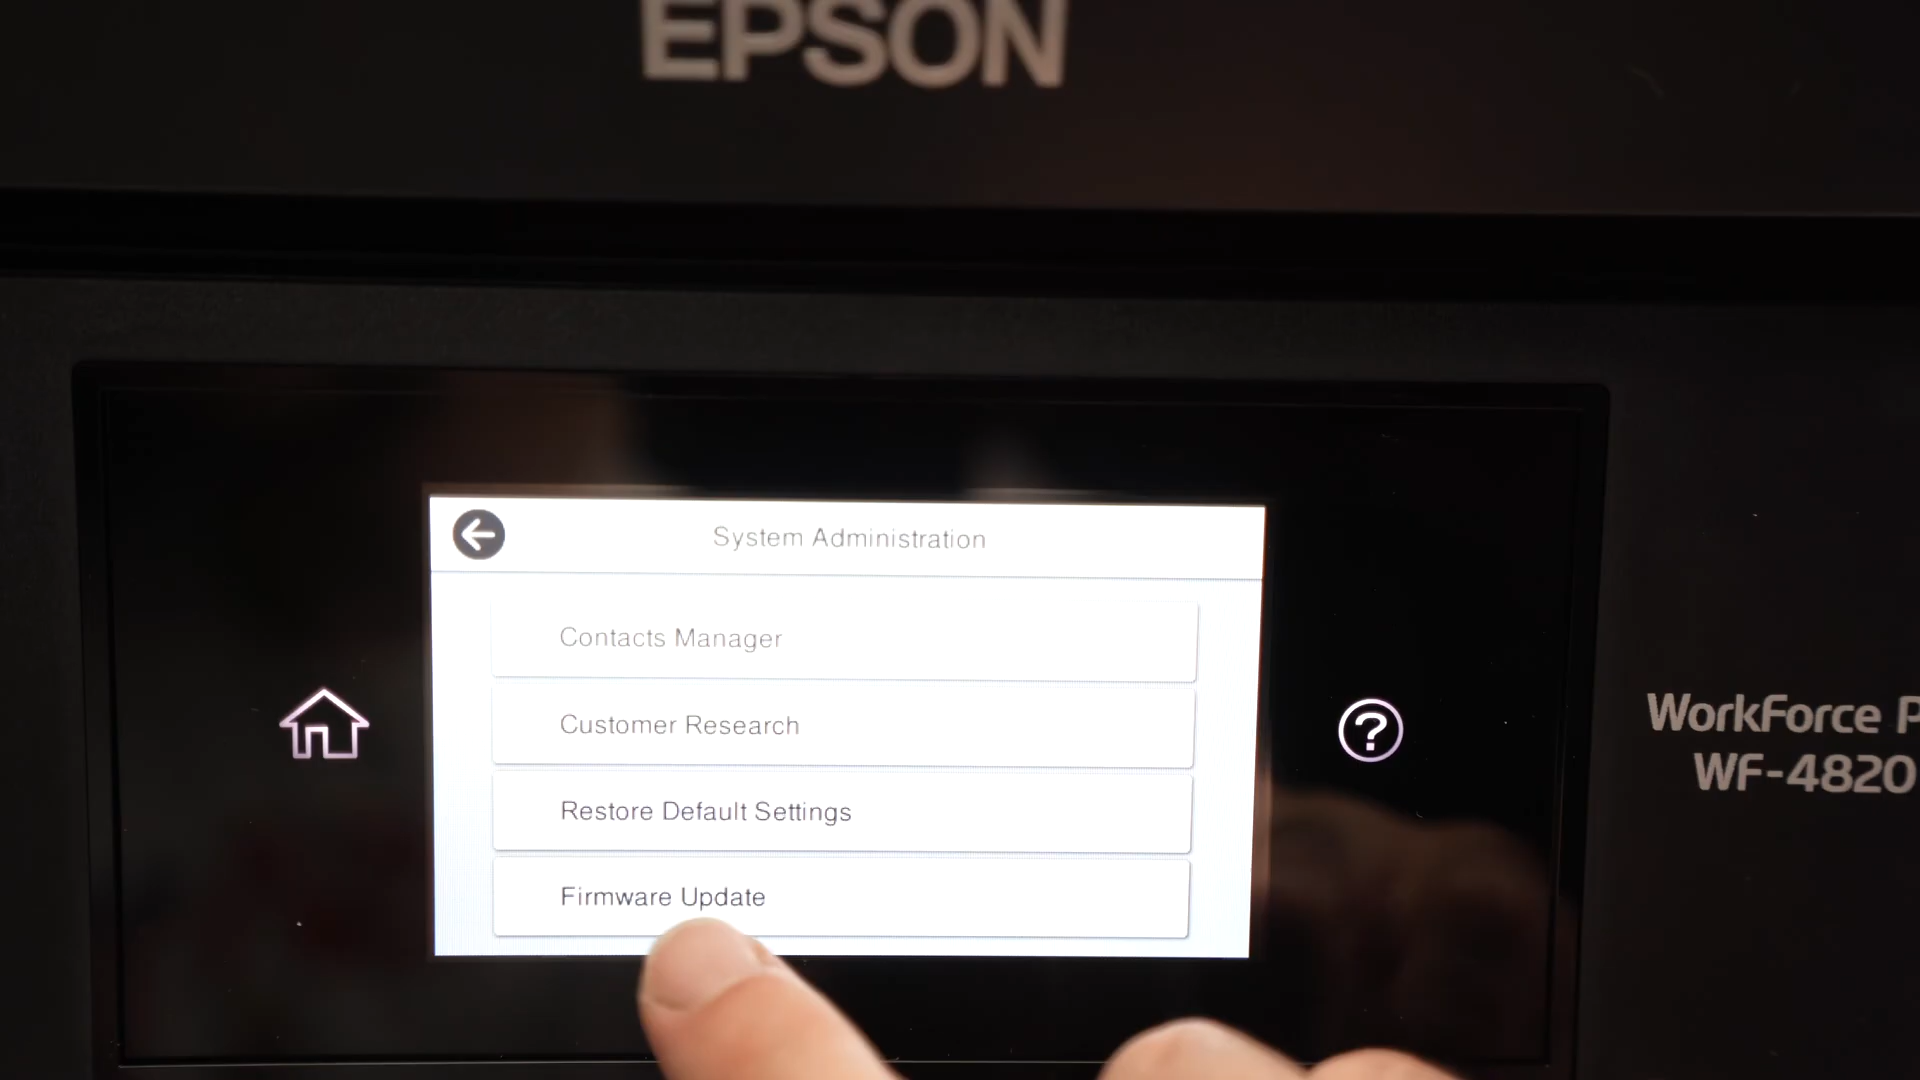 EPSON
System Administration
Contacts Manager
Customer Research
Restore Default Settings
Firmware Update
WorkForce P
WF-4820